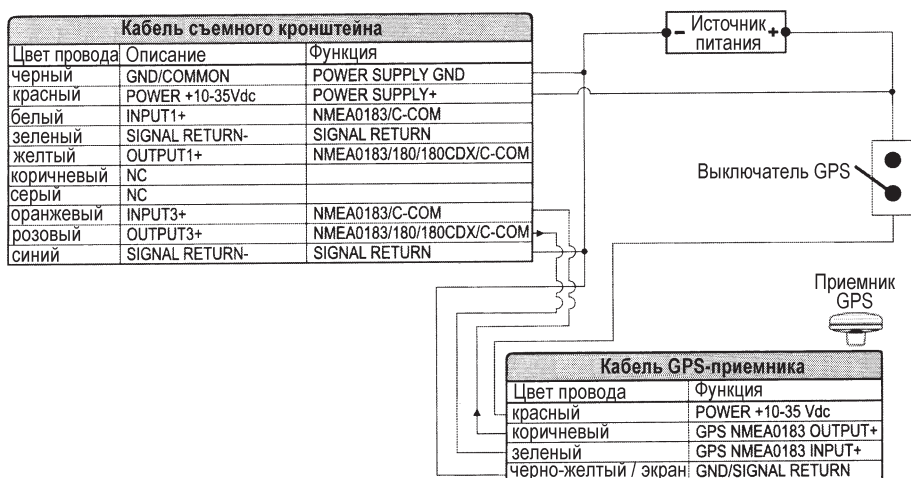 Кабель съемного кронштейна
Цвет провода Описание Функция
черный GND/COMMON POWER SUPPLY GND
красный POWER +10-35Vdc POWER SUPPLY+
белый INPUT1+ NMEA0183/C-COM
зеленый SIGNAL RETURN- SIGNAL RETURN
желтый OUTPUT1+ NMEA0183/180/180CDX/C-COM
коричневый NC
серый NC
оранжевый INPUT3+ NMEA0183/C-COM
розовый OUTPUT3+ NMEA0183/180/180CDX/C-COM
синий SIGNAL RETURN- SIGNAL RETURN
- Источник +
питания
Выключатель GPS
Приемник
GPS
Кабель GPS-приемника
Цвет провода Функция
красный POWER +10-35 Vdc
коричневый GPS NMEA0183 OUTPUT+
зеленый GPS NMEA0183 INPUT+
черно-желтый / экран GND/SIGNAL RETURN